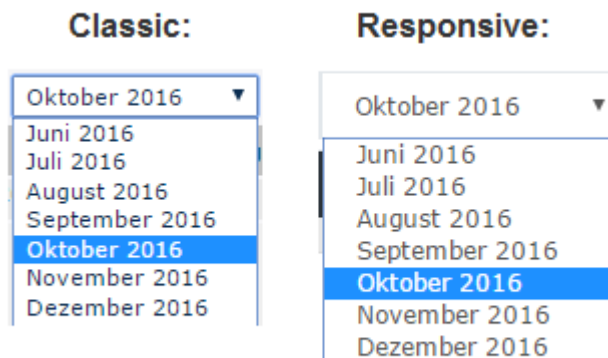 Classic:
Oktober 2016
Juni 2016
Juli 2016
August 2016
September 2016
Oktober 2016
November 2016
Dezember 2016
Responsive:
Oktober 2016
Juni 2016
Juli 2016
August 2016
September 2016
Oktober 2016
November 2016
Dezember 2016